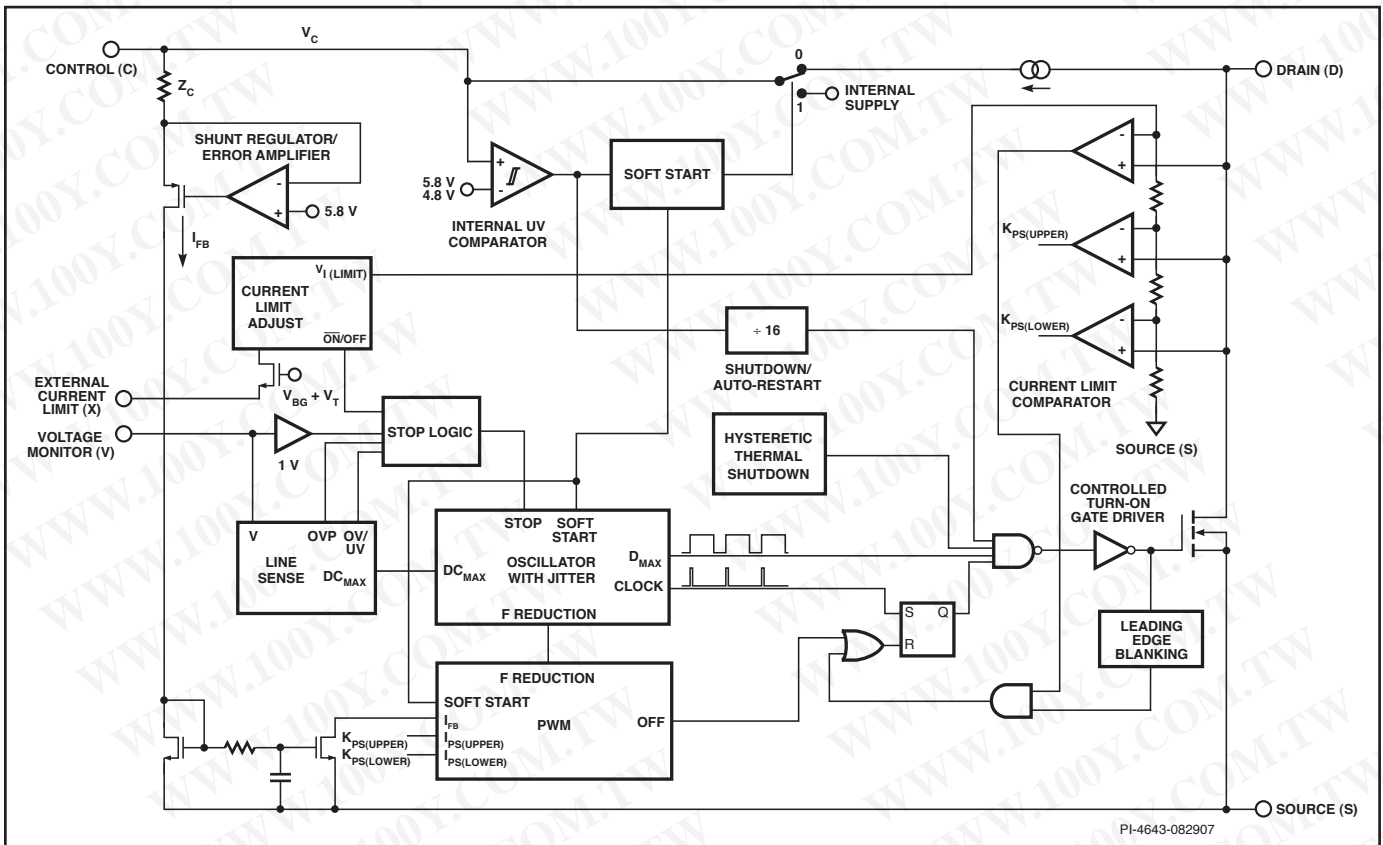 V_C
0
CONTROL (C)
Z_C
DRAIN (D)
INTERNAL
SUPPLY
1
SHUNT REGULATOR/
ERROR AMPLIFIER
-
+
5.8 V
I_FB
+
-
5.8 V
4.8 V
INTERNAL UV
COMPARATOR
SOFT START
-
+
K_PS(UPPER)
-
+
K_PS(LOWER)
-
+
CURRENT LIMIT
COMPARATOR
SOURCE (S)
V_I (LIMIT)
CURRENT
LIMIT
ADJUST
ON/OFF
÷ 16
SHUTDOWN/
AUTO-RESTART
EXTERNAL
CURRENT
LIMIT (X)
V_BG + V_T
VOLTAGE
MONITOR (V)
1 V
STOP LOGIC
HYSTERETIC
THERMAL
SHUTDOWN
CONTROLLED
TURN-ON
GATE DRIVER
V
OVP
OV/
UV
LINE
SENSE
DC_MAX
STOP
SOFT
START
DC_MAX
OSCILLATOR
WITH JITTER
D_MAX
CLOCK
F REDUCTION
S
Q
R
LEADING
EDGE
BLANKING
F REDUCTION
SOFT START
PWM
OFF
I_FB
K_PS(UPPER)
I_PS(UPPER)
K_PS(LOWER)
I_PS(LOWER)
SOURCE (S)
PI-4643-082907
WWW.100Y.COM.TW